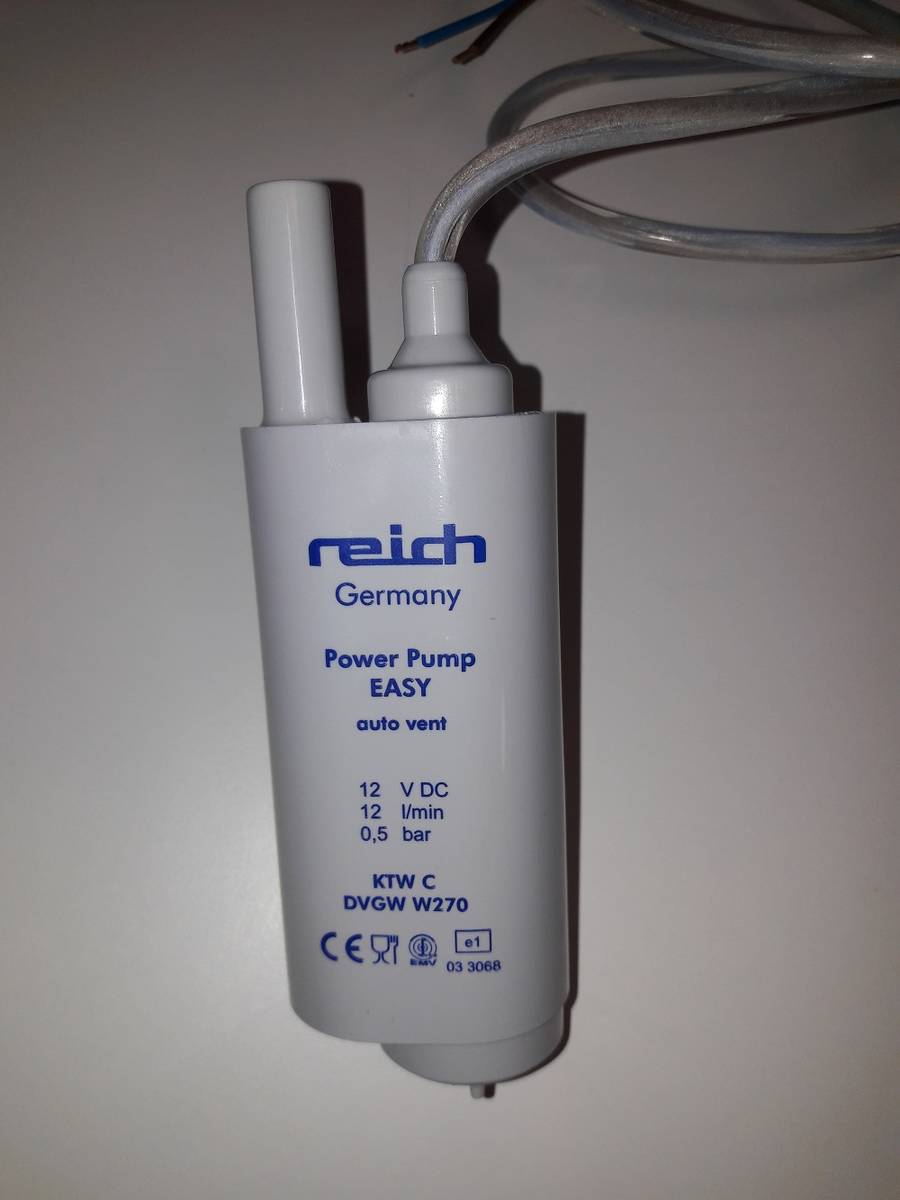 reich
Germany
Power Pump
EASY
auto vent
12 V DC
12 l/min
0,5 bar
KTW C
DVGW W270
CE EMV e1
03 3068